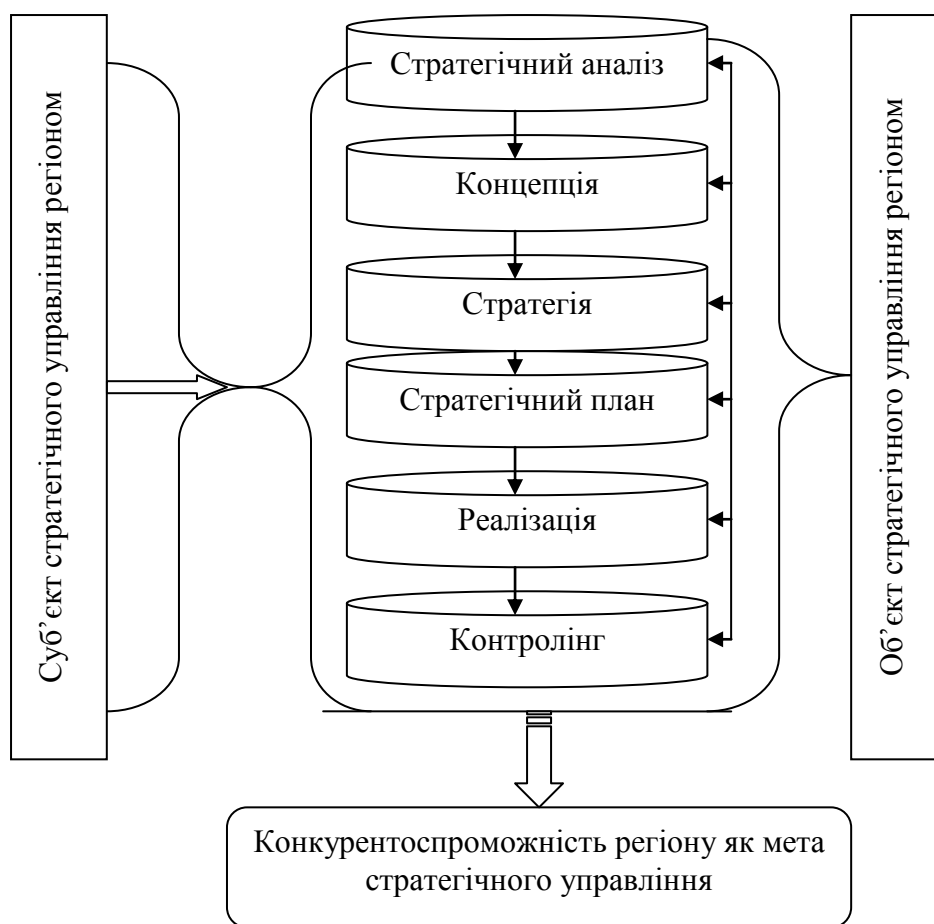 Суб’єкт стратегічного управління регіоном
Стратегічний аналіз
Концепція
Стратегія
Стратегічний план
Реалізація
Контролінг
Об’єкт стратегічного управління регіоном
Конкурентоспроможність регіону як мета
стратегічного управління